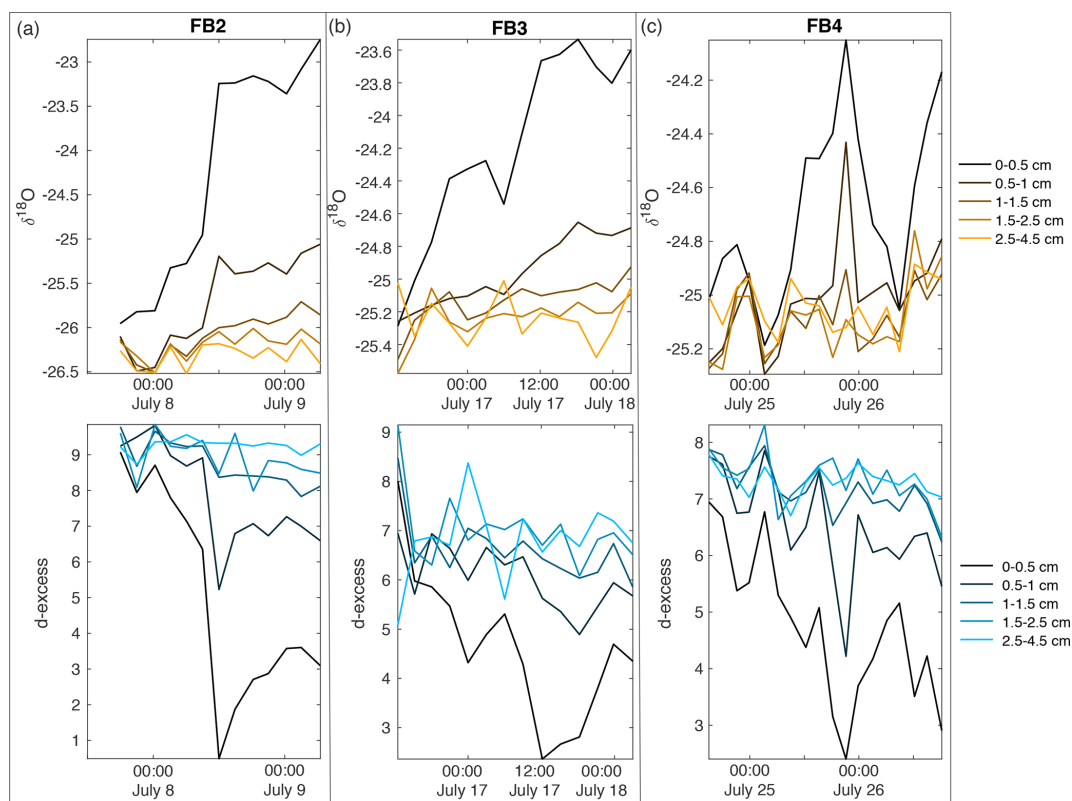 (a)
FB2
-23
-23.5
-24
-24.5
-25
-25.5
-26
-26.5
δ18O
00:00
July 8
00:00
July 9
9
8
7
6
5
4
3
2
1
d-excess
00:00
July 8
00:00
July 9
(b)
FB3
-23.6
-23.8
-24
-24.2
-24.4
-24.6
-24.8
-25
-25.2
-25.4
δ18O
00:00
July 17
12:00
July 17
00:00
July 18
9
8
7
6
5
4
3
d-excess
00:00
July 17
12:00
July 17
00:00
July 18
(c)
FB4
-24.2
-24.4
-24.6
-24.8
-25
-25.2
δ18O
00:00
July 25
00:00
July 26
8
7
6
5
4
3
d-excess
00:00
July 25
00:00
July 26
0-0.5 cm
0.5-1 cm
1-1.5 cm
1.5-2.5 cm
2.5-4.5 cm
0-0.5 cm
0.5-1 cm
1-1.5 cm
1.5-2.5 cm
2.5-4.5 cm